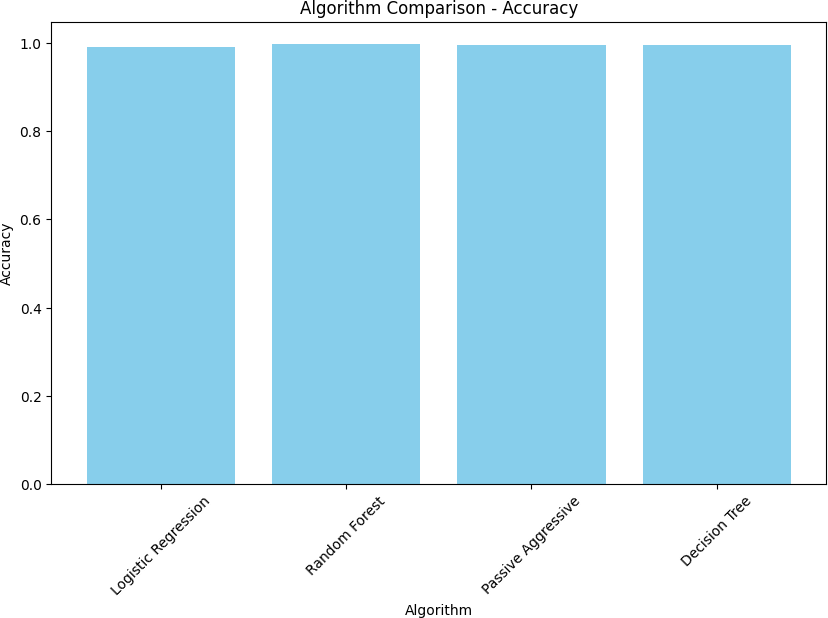 Algorithm Comparison - Accuracy
Accuracy
1.0
0.8
0.6
0.4
0.2
0.0
Logistic Regression
Random Forest
Passive Aggressive
Decision Tree
Algorithm